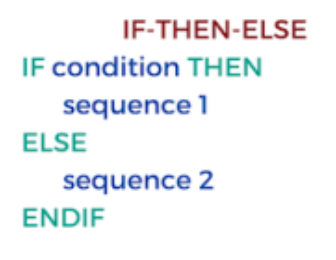 IF-THEN-ELSE
IF condition THEN
sequence 1
ELSE
sequence 2
ENDIF